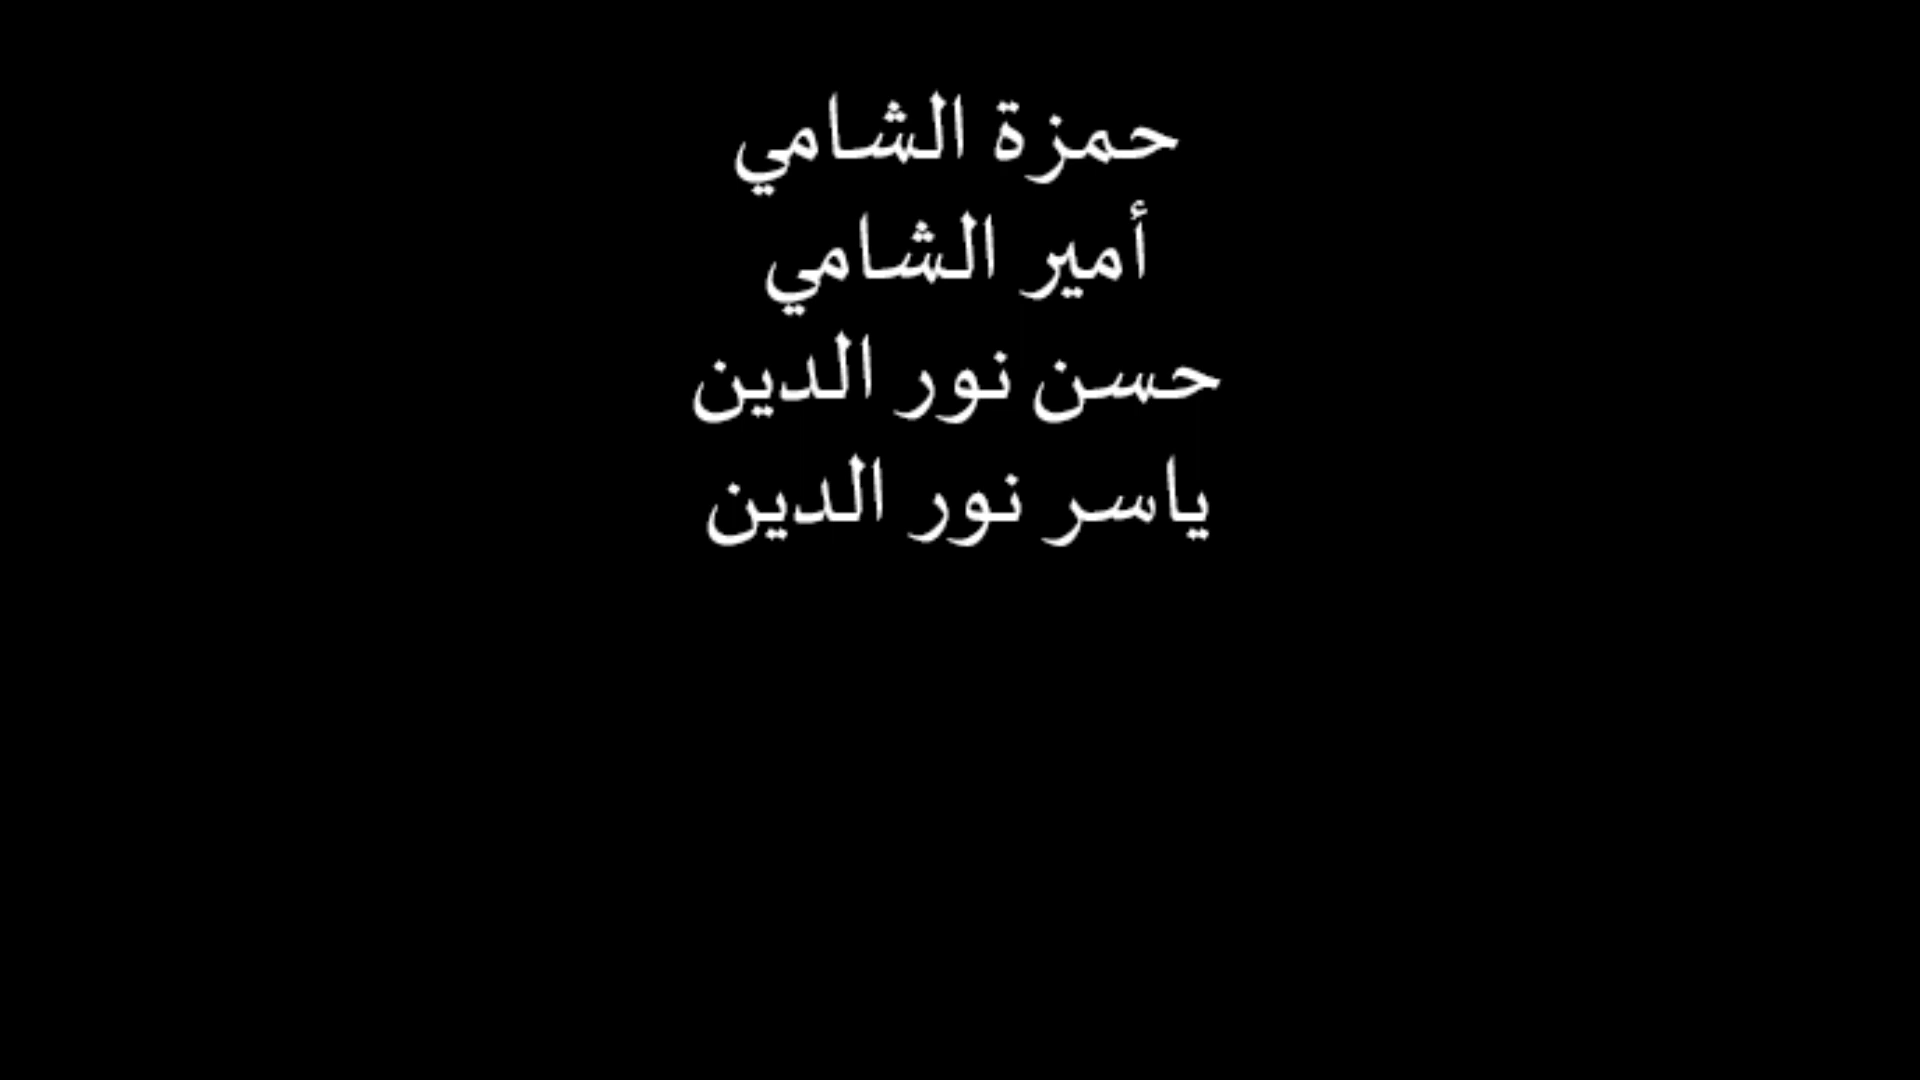 حمزة الشامي
أمير الشامي
حسن نور الدين
ياسر نور الدين